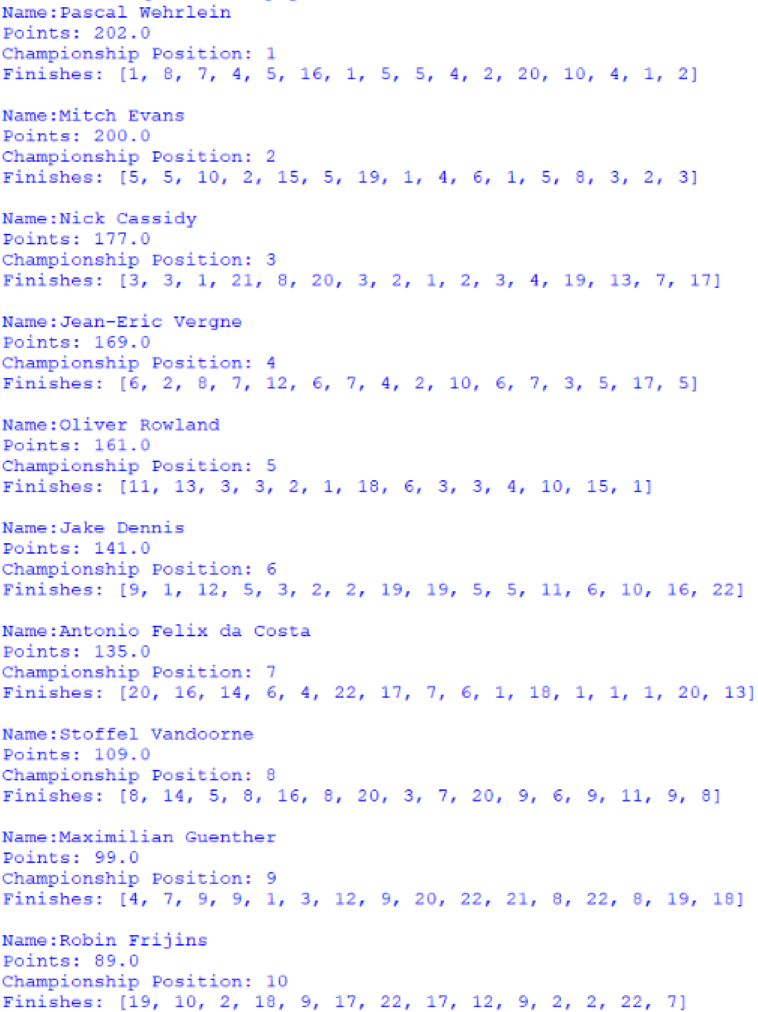 Name:Pascal Wehrlein
Points: 202.0
Championship Position: 1
Finishes: [1, 8, 7, 4, 5, 16, 1, 5, 5, 4, 2, 20, 10, 4, 1, 2]
Name:Mitch Evans
Points: 200.0
Championship Position: 2
Finishes: [5, 5, 10, 2, 15, 5, 19, 1, 4, 6, 1, 5, 8, 3, 2, 3]
Name:Nick Cassidy
Points: 177.0
Championship Position: 3
Finishes: [3, 3, 1, 21, 8, 20, 3, 2, 1, 2, 3, 4, 19, 13, 7, 17]
Name:Jean-Eric Vergne
Points: 169.0
Championship Position: 4
Finishes: [6, 2, 8, 7, 12, 6, 7, 4, 2, 10, 6, 7, 3, 5, 17, 5]
Name:Oliver Rowland
Points: 161.0
Championship Position: 5
Finishes: [11, 13, 3, 3, 2, 1, 18, 6, 3, 3, 4, 10, 15, 1]
Name:Jake Dennis
Points: 141.0
Championship Position: 6
Finishes: [9, 1, 12, 5, 3, 2, 2, 19, 19, 5, 5, 11, 6, 10, 16, 22]
Name:Antonio Felix da Costa
Points: 135.0
Championship Position: 7
Finishes: [20, 16, 14, 6, 4, 22, 17, 7, 6, 1, 18, 1, 1, 1, 20, 13]
Name:Stoffel Vandoorne
Points: 109.0
Championship Position: 8
Finishes: [8, 14, 5, 8, 16, 8, 20, 3, 7, 20, 9, 6, 9, 11, 9, 8]
Name:Maximilian Guenther
Points: 99.0
Championship Position: 9
Finishes: [4, 7, 9, 9, 1, 3, 12, 9, 20, 22, 21, 8, 22, 8, 19, 18]
Name:Robin Frijins
Points: 89.0
Championship Position: 10
Finishes: [19, 10, 2, 18, 9, 17, 22, 17, 12, 9, 2, 2, 22, 7]